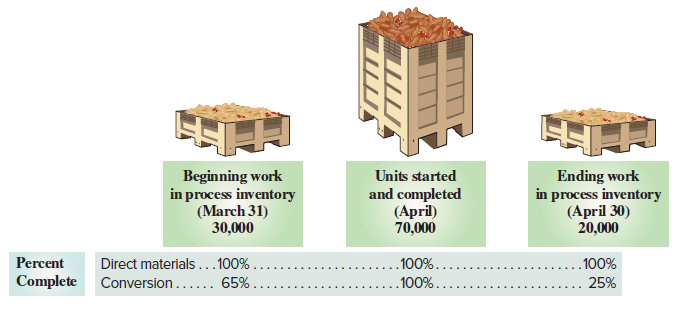 Beginning work
in process inventory
(March 31)
30,000
Units started
and completed
(April)
70,000
Ending work
in process inventory
(April 30)
20,000
Percent
Complete
Direct materials . . . 100% . . . . . . . . . . . . . . . . . . . . . . 100% . . . . . . . . . . . . . . . . . . . . . . 100%
Conversion . . . . . . 65% . . . . . . . . . . . . . . . . . . . . . . 100% . . . . . . . . . . . . . . . . . . . . . . 25%